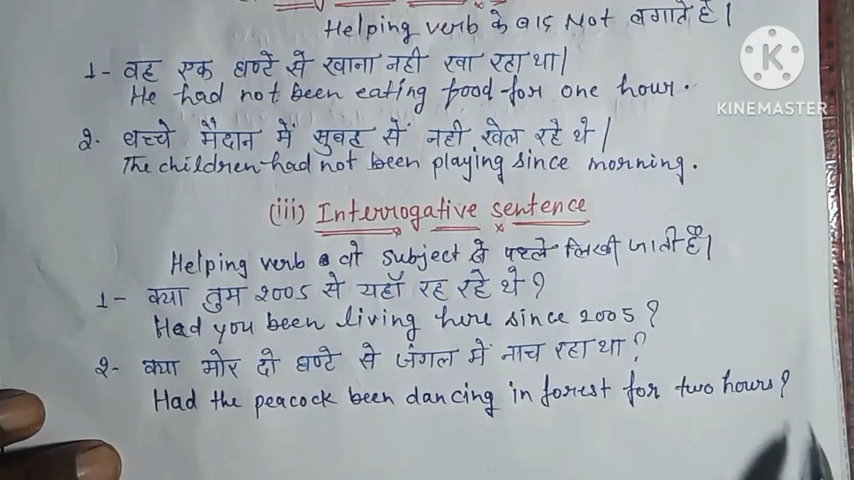 Helping verb के बाद Not लगाते है।
1- वह एक घण्टे से खाना नही खा रहा था।
He had not been eating food for one hour.
2- बच्चे मैदान में सुबह से नही खेल रहे थे।
The children had not been playing since morning.
(iii) Interrogative sentence
Helping verb को subject से पहले लिखी जाती है।
1- क्या तुम 2005 से यहाँ रह रहे थे?
Had you been living here since 2005?
2- क्या मोर दो घण्टे से जंगल में नाच रहा था?
Had the peacock been dancing in forest for two hours?
KINEMASTER